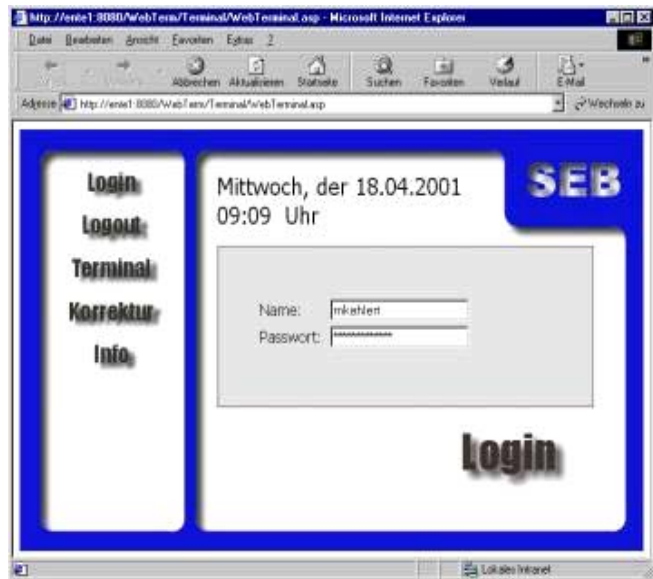 http://ente1:8080/WebTerm/Terminal/WebTerminal.asp - Microsoft Internet Explorer
Datei Bearbeiten Ansicht Favoriten Extras ?
Abbrechen Aktualisieren Startseite Suchen Favoriten Verlauf E-Mail
Adresse http://ente1:8080/WebTerm/Terminal/WebTerminal.asp Wechseln zu
SEB
Mittwoch, der 18.04.2001
09:09 Uhr
Login
Logout
Terminal
Korrektur
Info
Name: mkehlert
Passwort: ************
Login
Lokales Intranet